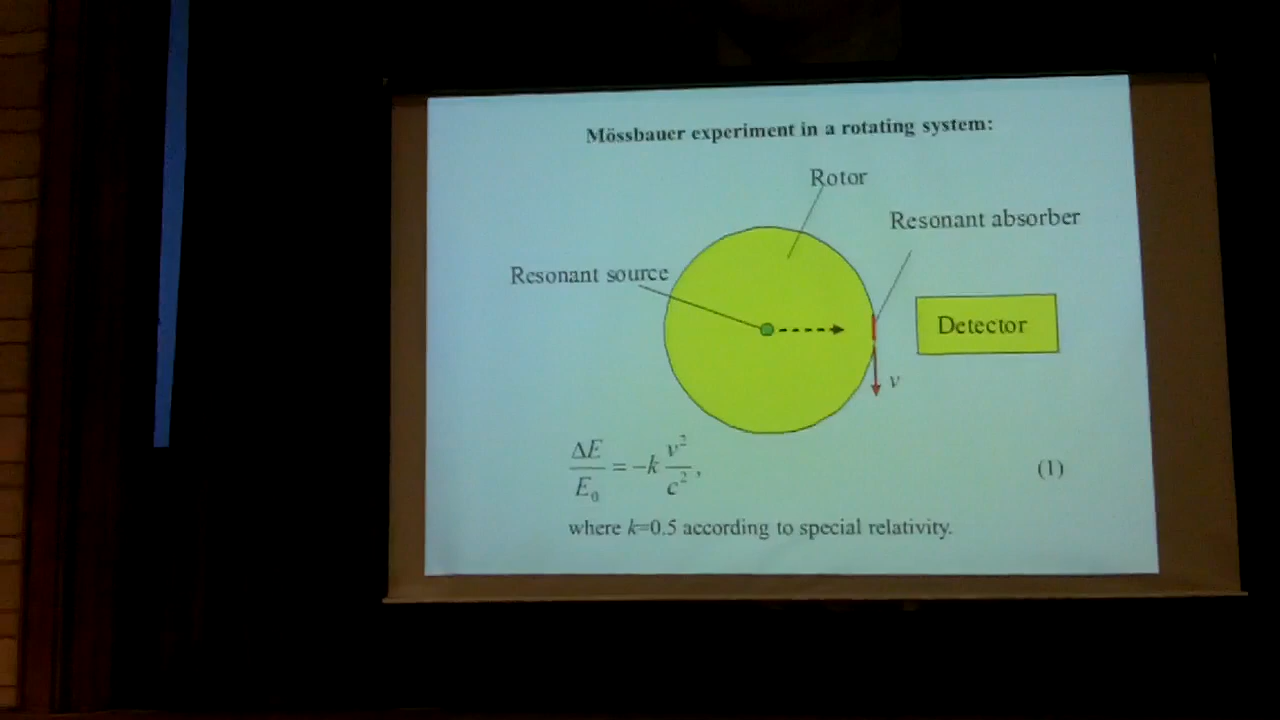 Mössbauer experiment in a rotating system:
Rotor
Resonant absorber
Resonant source
Detector
v
ΔE/E₀ = −k v²/c², (1)
where k=0.5 according to special relativity.